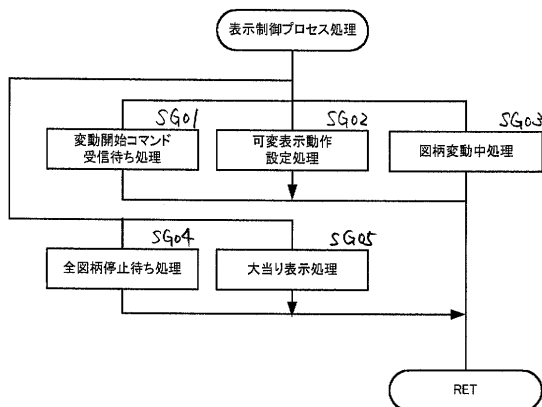 表示制御プロセス処理
SG01
変動開始コマンド
受信待ち処理
SG02
可変表示動作
設定処理
SG03
図柄変動中処理
SG04
全図柄停止待ち処理
SG05
大当り表示処理
RET